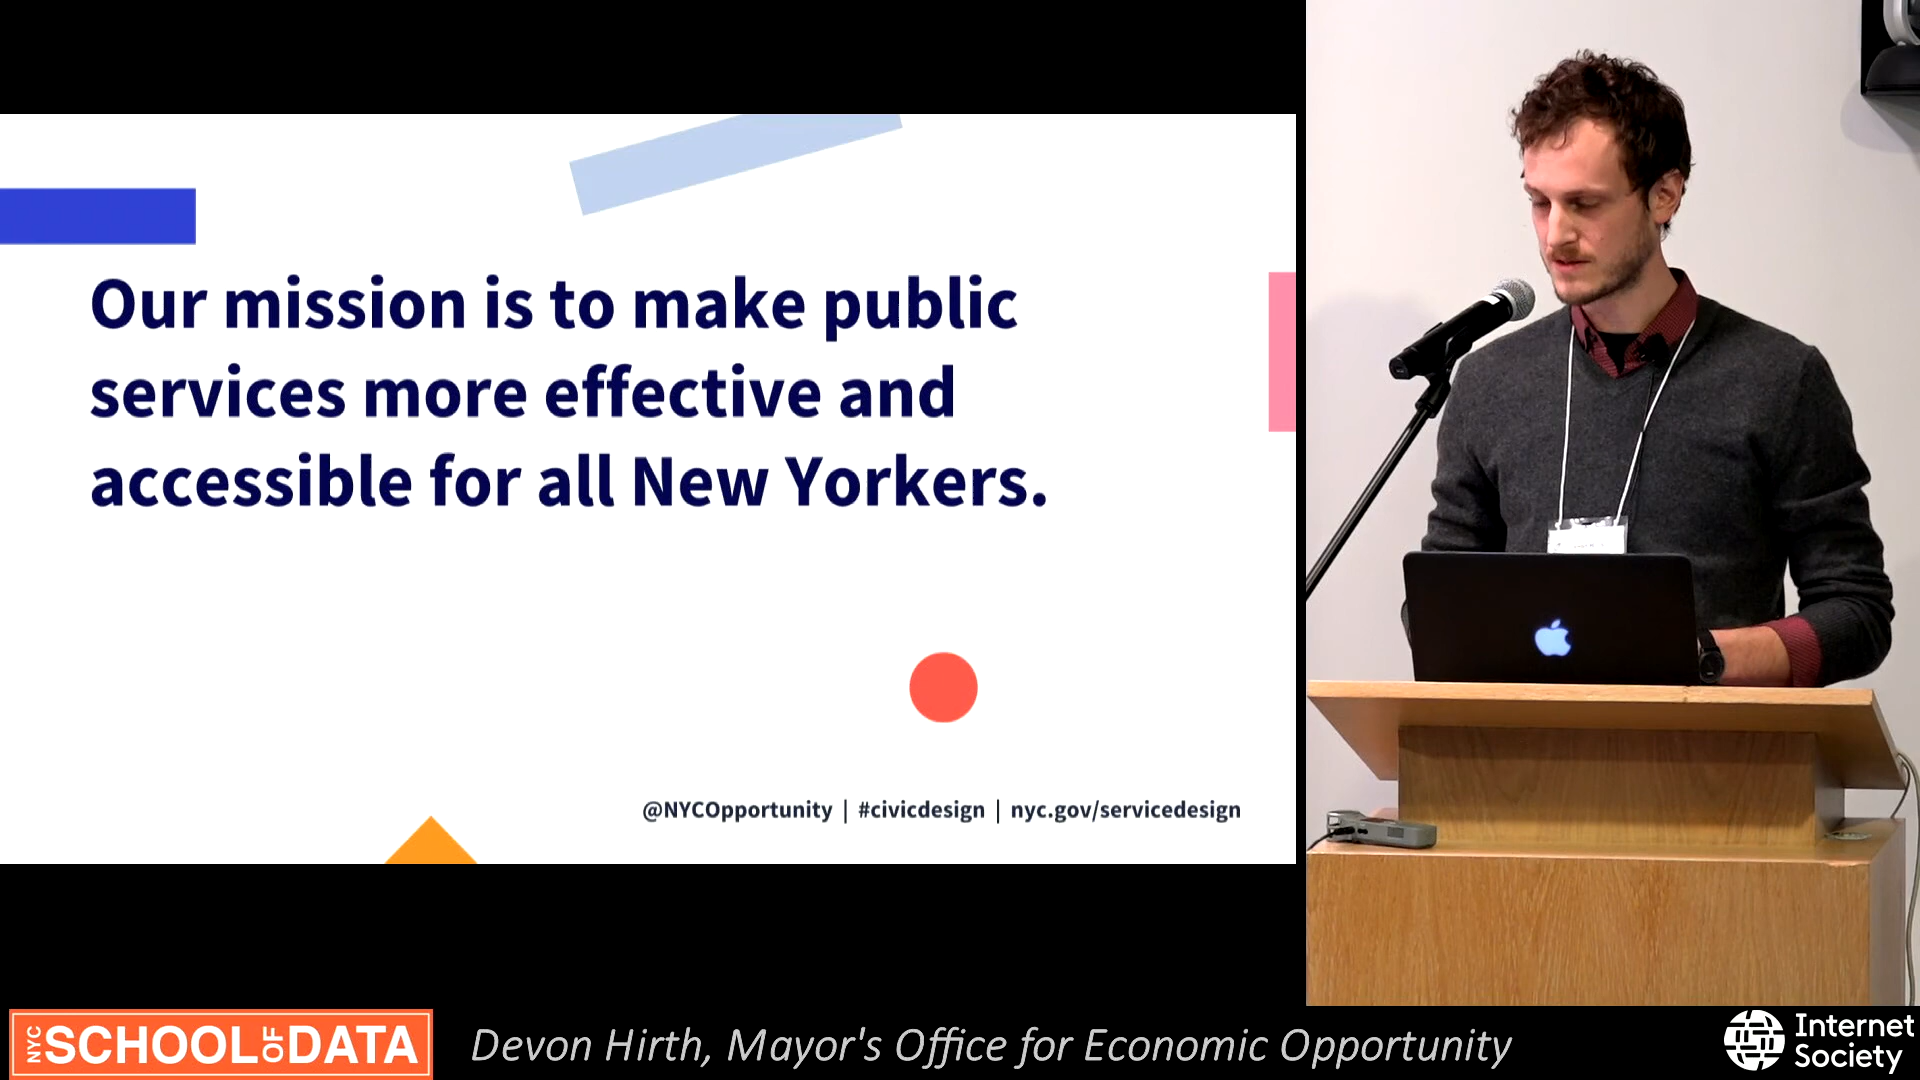 Our mission is to make public
services more effective and
accessible for all New Yorkers.
@NYCOpportunity | #civicdesign | nyc.gov/servicedesign
NYC SCHOOL OF DATA
Devon Hirth, Mayor's Office for Economic Opportunity
Internet
Society